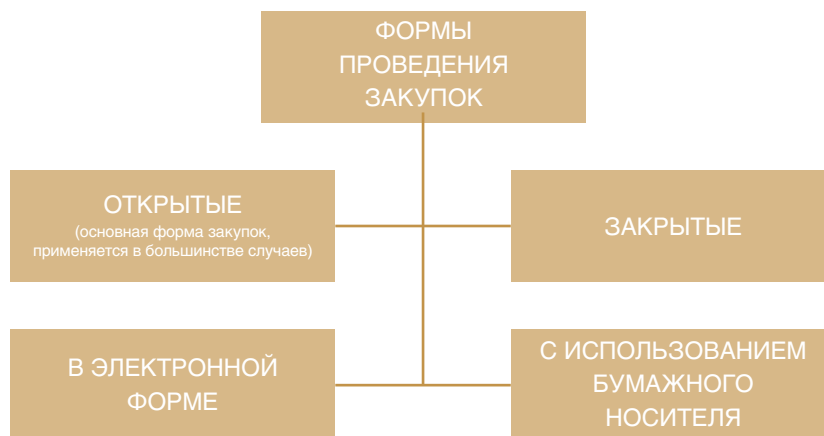 ФОРМЫ
ПРОВЕДЕНИЯ
ЗАКУПОК
ОТКРЫТЫЕ
(основная форма закупок,
применяется в большинстве случаев)
ЗАКРЫТЫЕ
В ЭЛЕКТРОННОЙ
ФОРМЕ
С ИСПОЛЬЗОВАНИЕМ
БУМАЖНОГО
НОСИТЕЛЯ